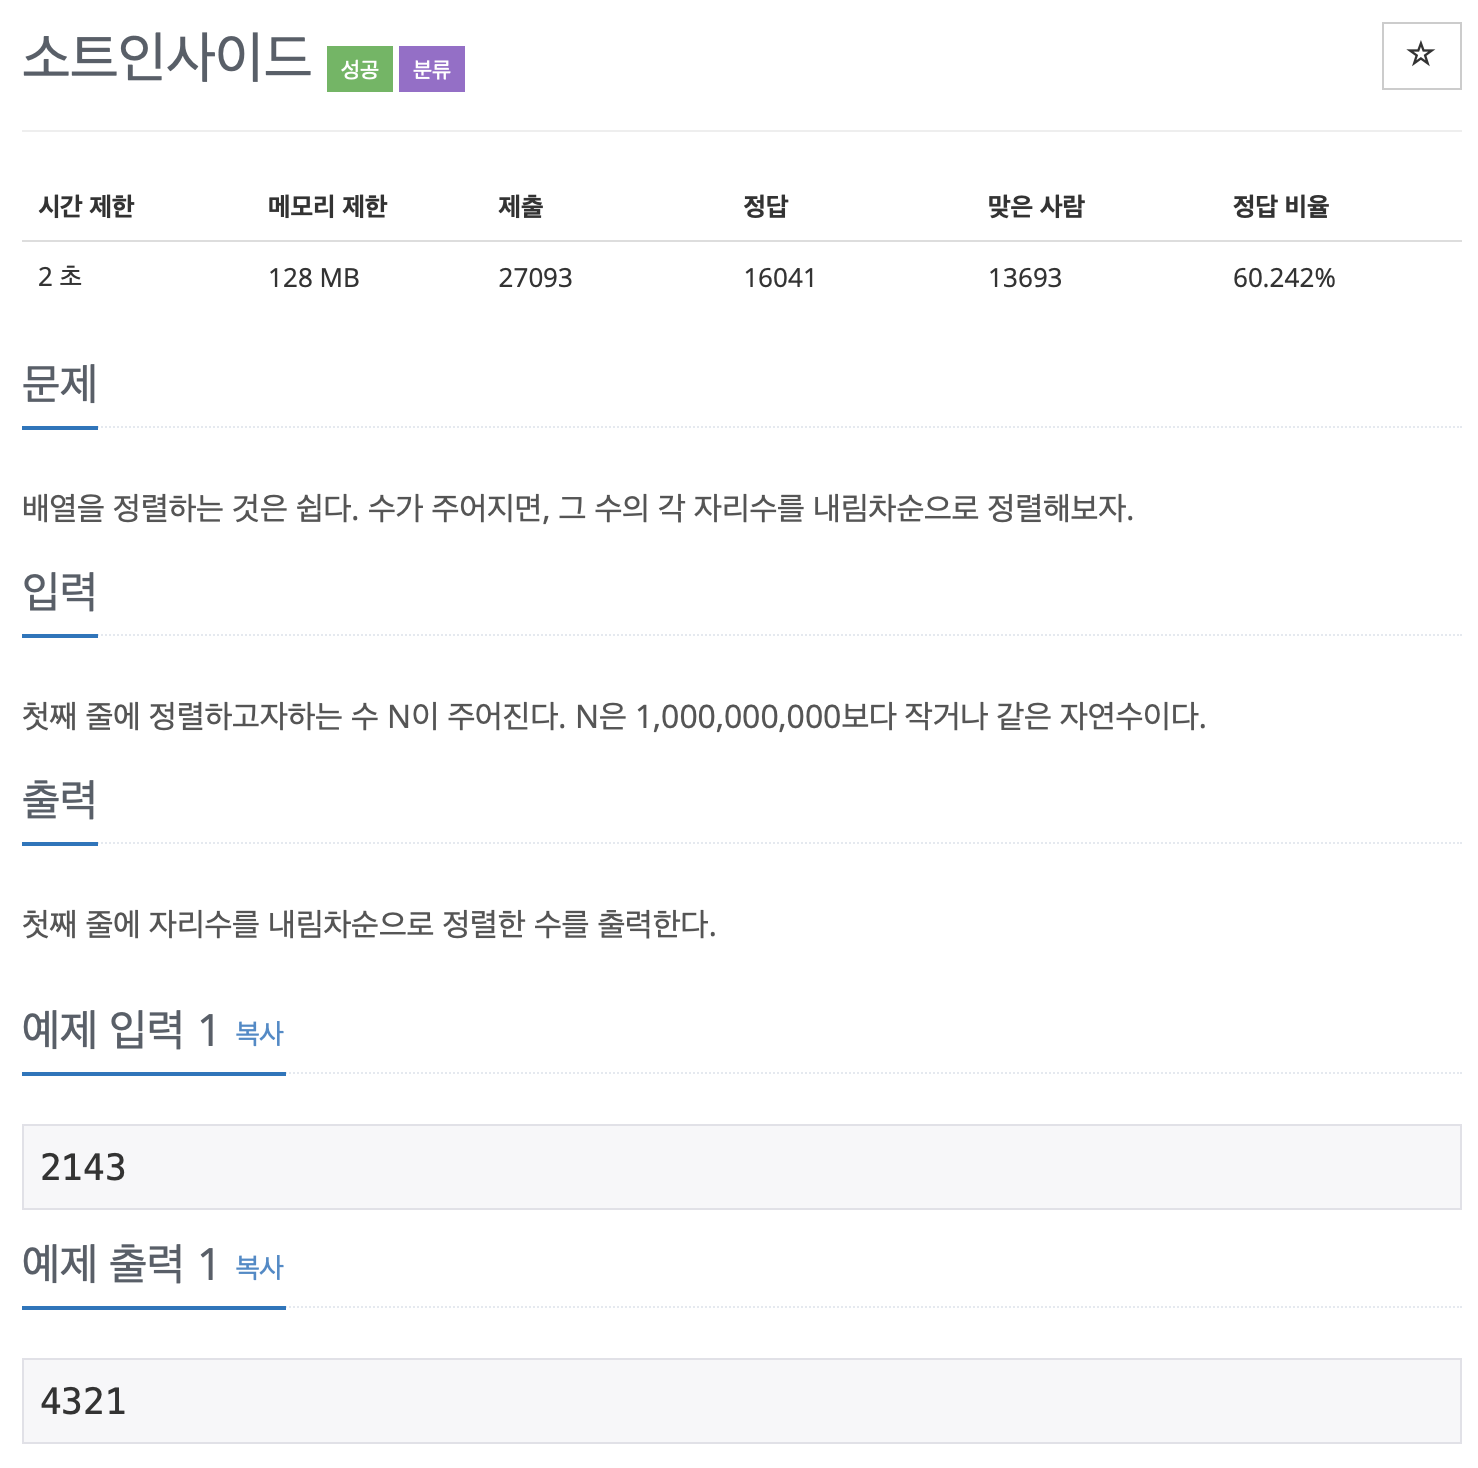 소트인사이드 성공 분류
시간 제한 메모리 제한 제출 정답 맞은 사람 정답 비율
2 초 128 MB 27093 16041 13693 60.242%
문제
배열을 정렬하는 것은 쉽다. 수가 주어지면, 그 수의 각 자리수를 내림차순으로 정렬해보자.
입력
첫째 줄에 정렬하고자하는 수 N이 주어진다. N은 1,000,000,000보다 작거나 같은 자연수이다.
출력
첫째 줄에 자리수를 내림차순으로 정렬한 수를 출력한다.
예제 입력 1 복사
2143
예제 출력 1 복사
4321